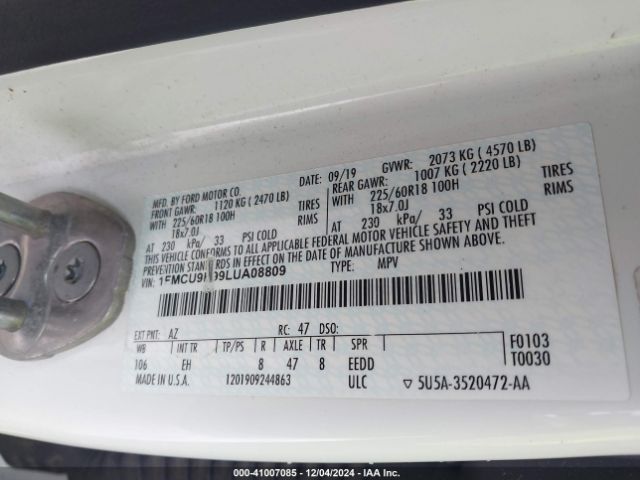 MFD. BY FORD MOTOR CO.
DATE: 09/19 GVWR: 2073 KG ( 4570 LB)
FRONT GAWR: 1120 KG ( 2470 LB)
REAR GAWR: 1007 KG ( 2220 LB)
WITH 225/60R18 100H TIRES
WITH 225/60R18 100H TIRES
18x7.0J RIMS
18x7.0J RIMS
AT 230 kPa/ 33 PSI COLD
AT 230 kPa/ 33 PSI COLD
THIS VEHICLE CONFORMS TO ALL APPLICABLE FEDERAL MOTOR VEHICLE SAFETY AND THEFT
PREVENTION STANDARDS IN EFFECT ON THE DATE OF MANUFACTURE SHOWN ABOVE.
VIN: TYPE: MPV
EXT PNT: AZ RC: 47 DSO:
WB INT TR TP/PS R AXLE TR SPR
106 EH 8 47 8 EEDD
F0103
T0030
MADE IN U.S.A. 1201909244863 ULC ▽ 5U5A-3520472-AA
000-41007085 - 12/04/2024 - IAA Inc.